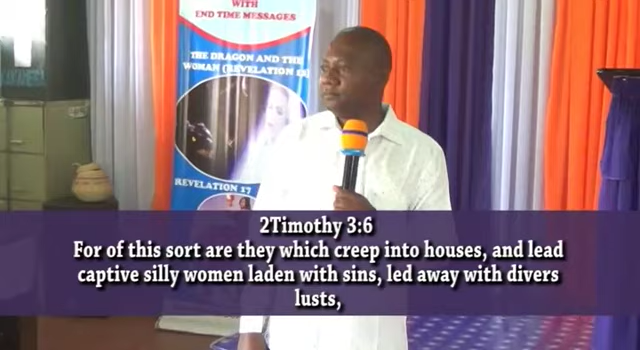 WITH
END TIME MESSAGES
THE DRAGON AND THE
WOMAN (REVELATION 12)
REVELATION 17
2Timothy 3:6
For of this sort are they which creep into houses, and lead
captive silly women laden with sins, led away with divers
lusts,